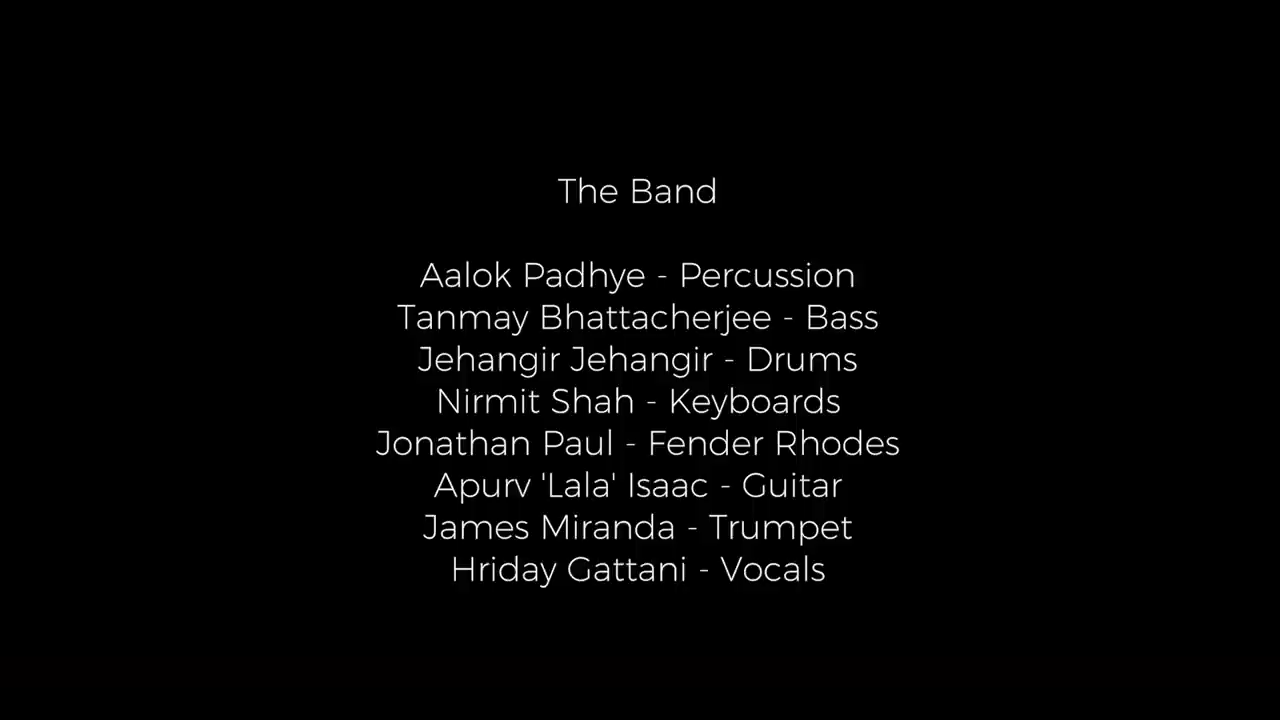 The Band
Aalok Padhye - Percussion
Tanmay Bhattacherjee - Bass
Jehangir Jehangir - Drums
Nirmit Shah - Keyboards
Jonathan Paul - Fender Rhodes
Apurv 'Lala' Isaac - Guitar
James Miranda - Trumpet
Hriday Gattani - Vocals